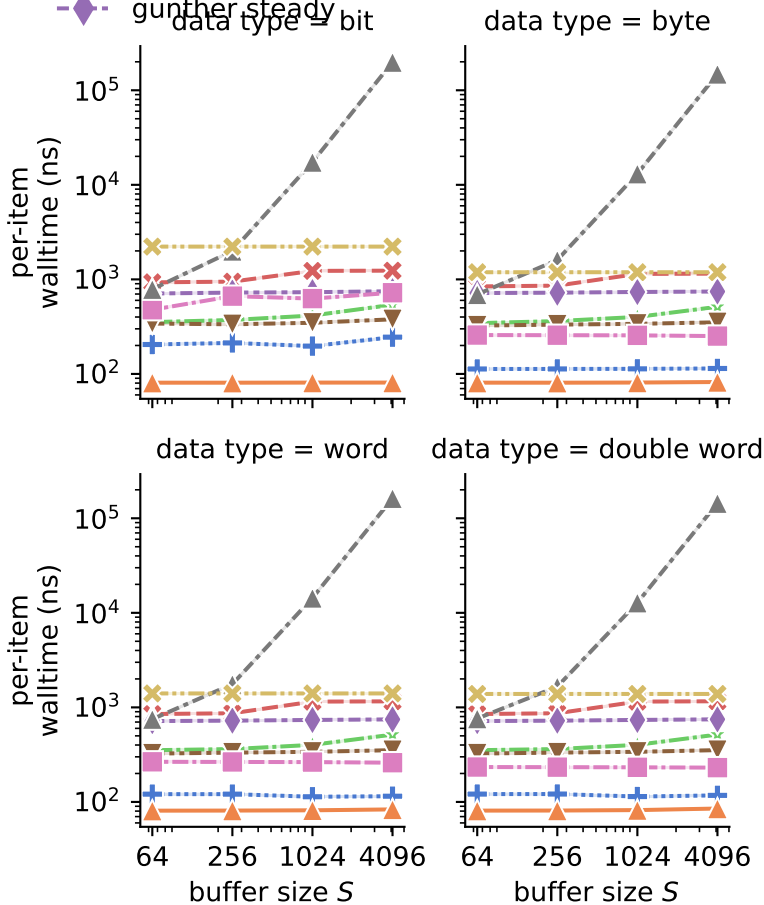 gunther steady
data type = bit
data type = byte
per-item
walltime (ns)
10^5
10^4
10^3
10^2
data type = word
data type = double word
per-item
walltime (ns)
10^5
10^4
10^3
10^2
64 256 1024 4096
64 256 1024 4096
buffer size S
buffer size S